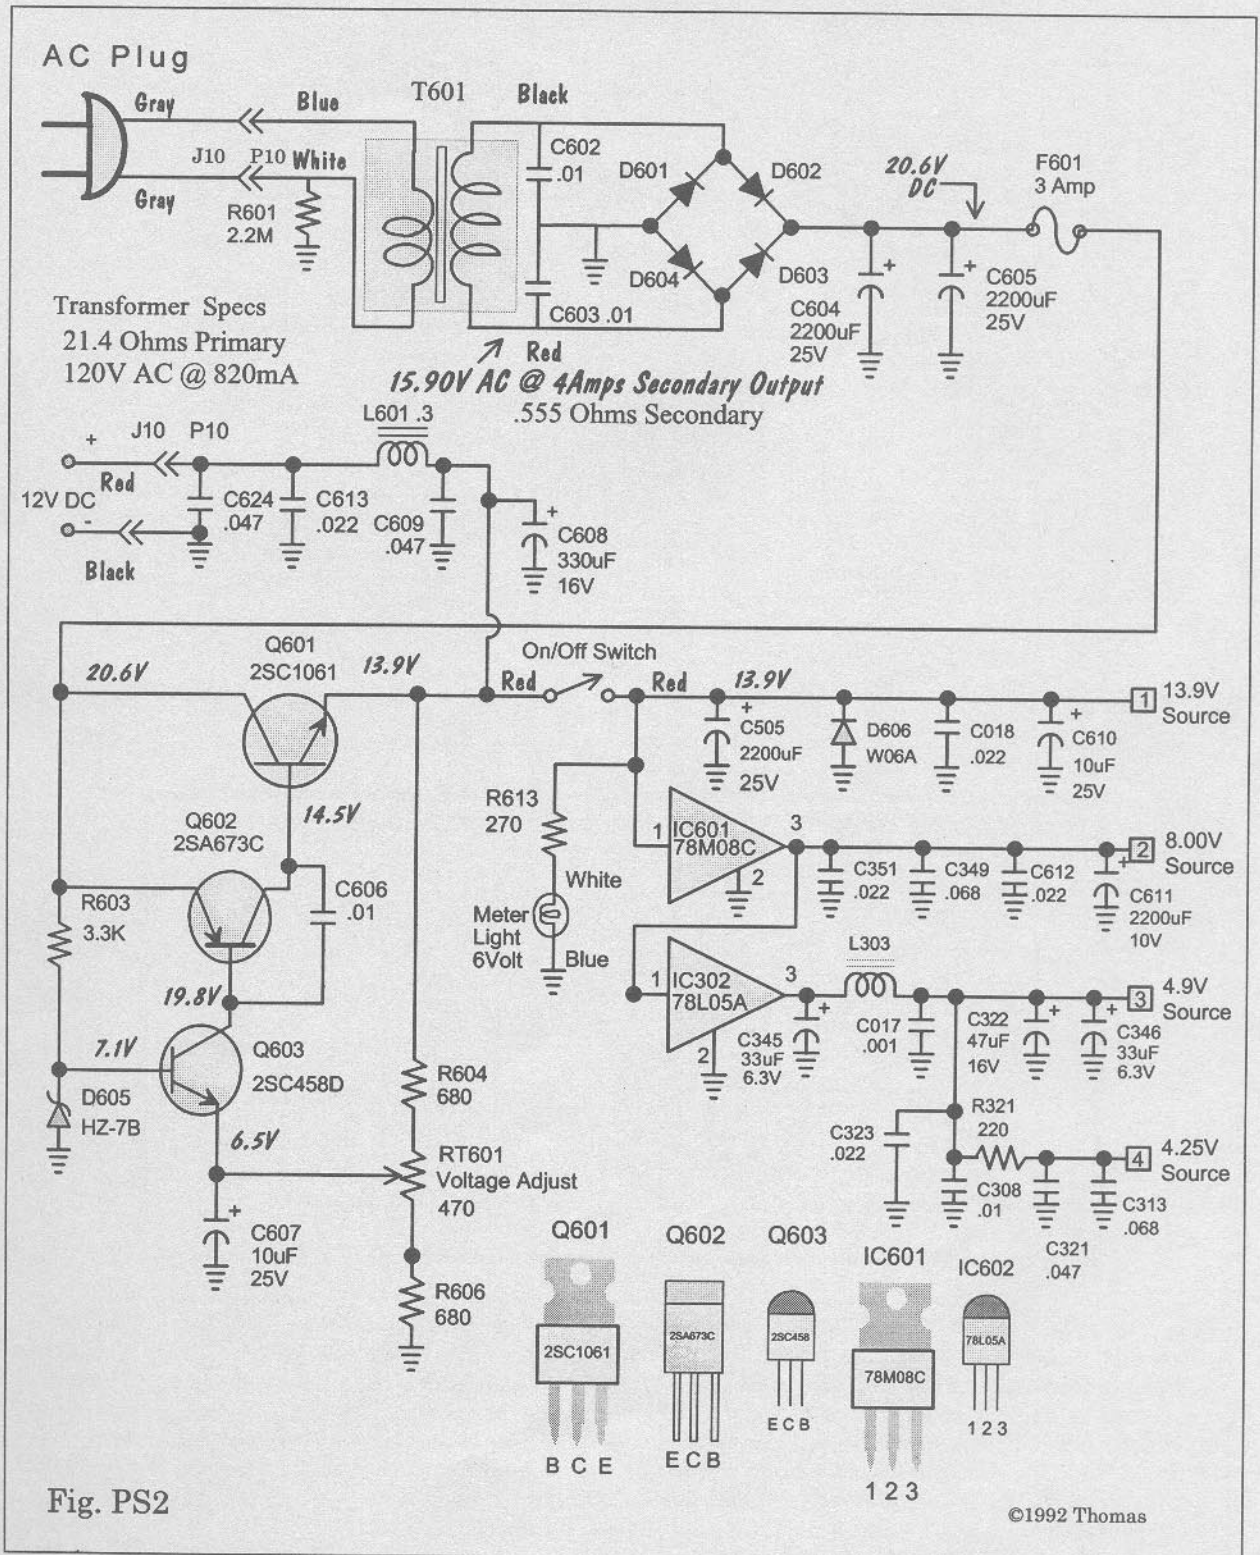 AC Plug
Gray
Blue
T601
Black
J10 P10 White
Gray
R601
2.2M
C602
.01
D601
D602
D604
D603
C603 .01
20.6V
DC
F601
3 Amp
C604
2200uF
25V
C605
2200uF
25V
Transformer Specs
21.4 Ohms Primary
120V AC @ 820mA
Red
15.90V AC @ 4Amps Secondary Output
.555 Ohms Secondary
J10 P10
L601 .3
+
Red
12V DC
-
Black
C624
.047
C613
.022
C609
.047
+
C608
330uF
16V
Q601
2SC1061
20.6V
13.9V
On/Off Switch
Red
Red
13.9V
1
13.9V
Source
+
C505
2200uF
25V
D606
W06A
C018
.022
+
C610
10uF
25V
14.5V
Q602
2SA673C
R603
3.3K
C606
.01
R613
270
White
Meter
Light
6Volt
Blue
1
IC601
78M08C
3
2
C351
.022
C349
.068
C612
.022
+
C611
2200uF
10V
2
8.00V
Source
19.8V
7.1V
Q603
2SC458D
D605
HZ-7B
6.5V
+
C607
10uF
25V
R604
680
RT601
Voltage Adjust
470
R606
680
1
IC302
78L05A
3
2
L303
+
C345
33uF
6.3V
C017
.001
C322
47uF
16V
+
+
C346
33uF
6.3V
3
4.9V
Source
C323
.022
R321
220
C308
.01
C321
.047
C313
.068
4
4.25V
Source
Q601
2SC1061
B C E
Q602
2SA673C
E C B
Q603
2SC458
E C B
IC601
78M08C
1 2 3
IC602
78L05A
1 2 3
Fig. PS2
©1992 Thomas